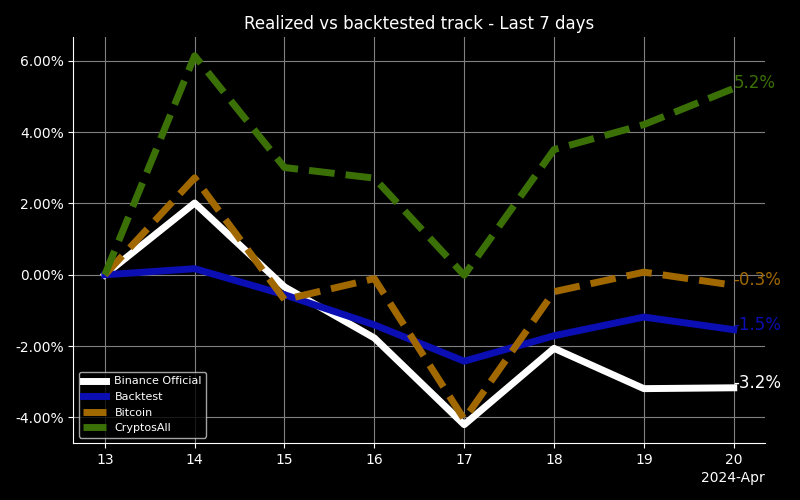 Realized vs backtested track - Last 7 days
6.00%
4.00%
2.00%
0.00%
-2.00%
-4.00%
5.2%
-0.3%
-1.5%
-3.2%
Binance Official
Backtest
Bitcoin
CryptosAll
13 14 15 16 17 18 19 20
2024-Apr